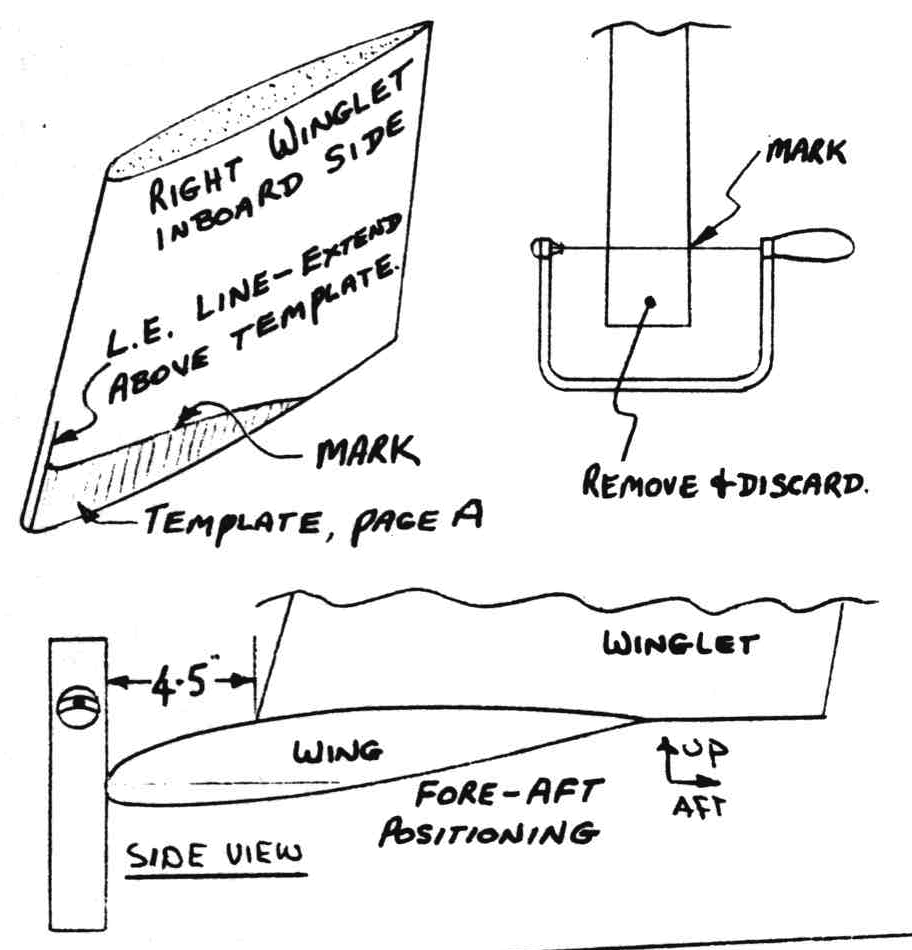 RIGHT WINGLET
INBOARD SIDE
L.E. LINE-EXTEND
ABOVE TEMPLATE.
MARK
TEMPLATE, PAGE A
MARK
REMOVE & DISCARD.
4.5"
WINGLET
WING
UP
AFT
FORE-AFT
POSITIONING
SIDE VIEW